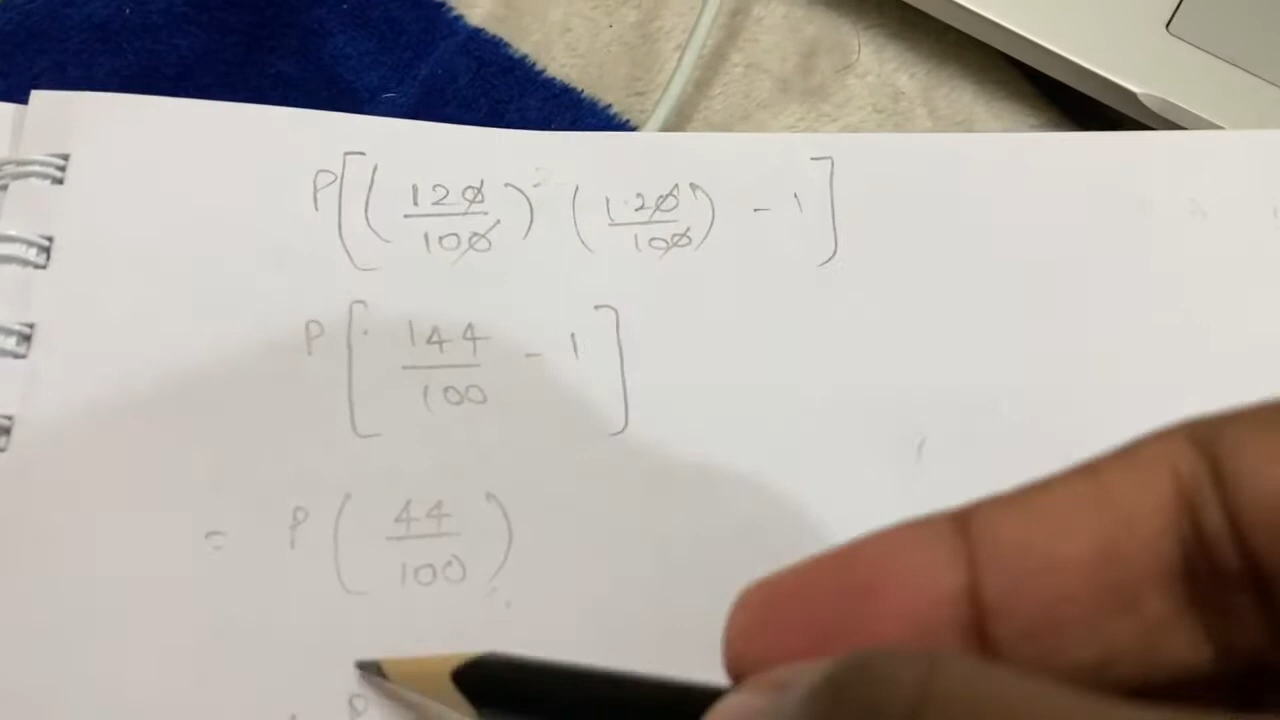 P[(120/100) (120/100) - 1]
P[144/100 - 1]
= P(44/100)
P